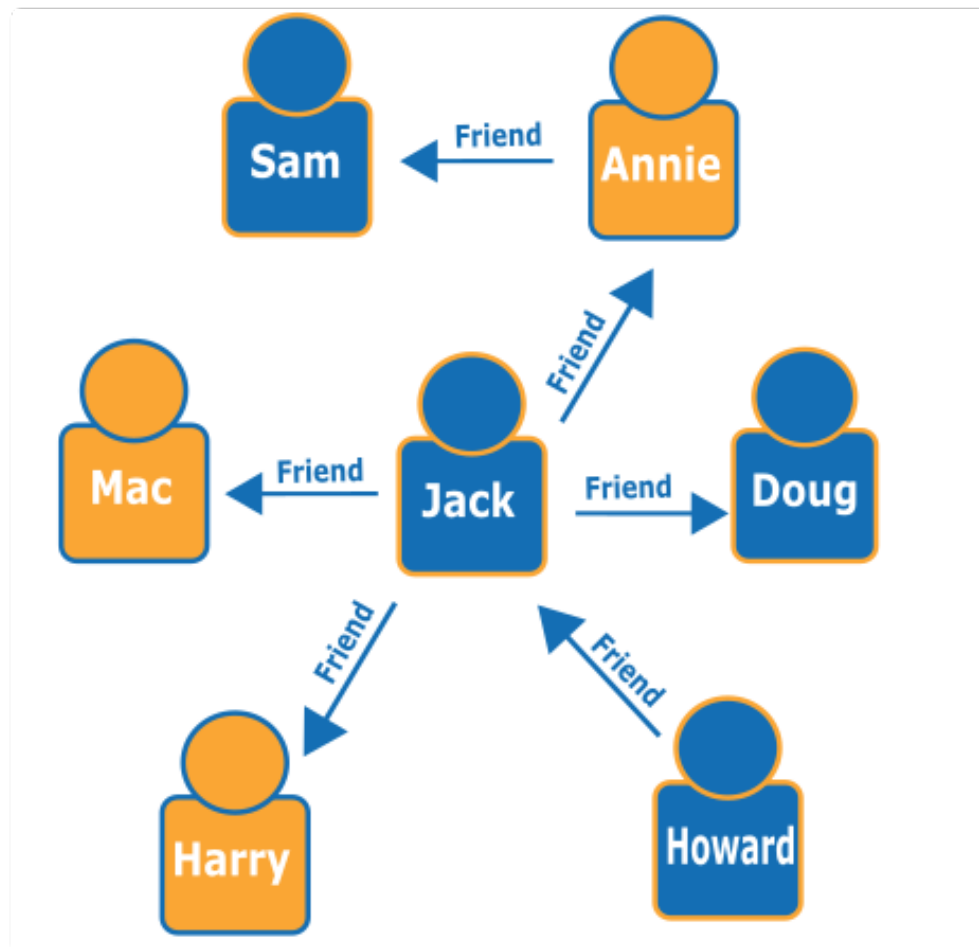 Sam
Friend
Annie
Friend
Mac
Friend
Jack
Friend
Doug
Friend
Friend
Harry
Howard